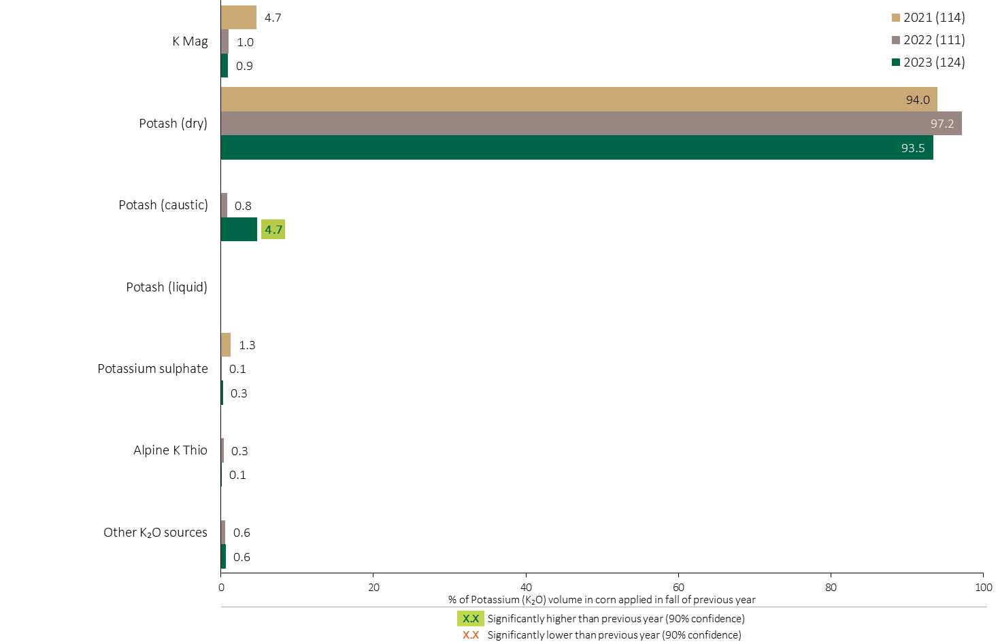 2021 (114)
2022 (111)
2023 (124)
K Mag
4.7
1.0
0.9
Potash (dry)
94.0
97.2
93.5
Potash (caustic)
0.8
4.7
Potash (liquid)
Potassium sulphate
1.3
0.1
0.3
Alpine K Thio
0.3
0.1
Other K₂O sources
0.6
0.6
0 20 40 60 80 100
% of Potassium (K₂O) volume in corn applied in fall of previous year
X.X Significantly higher than previous year (90% confidence)
X.X Significantly lower than previous year (90% confidence)